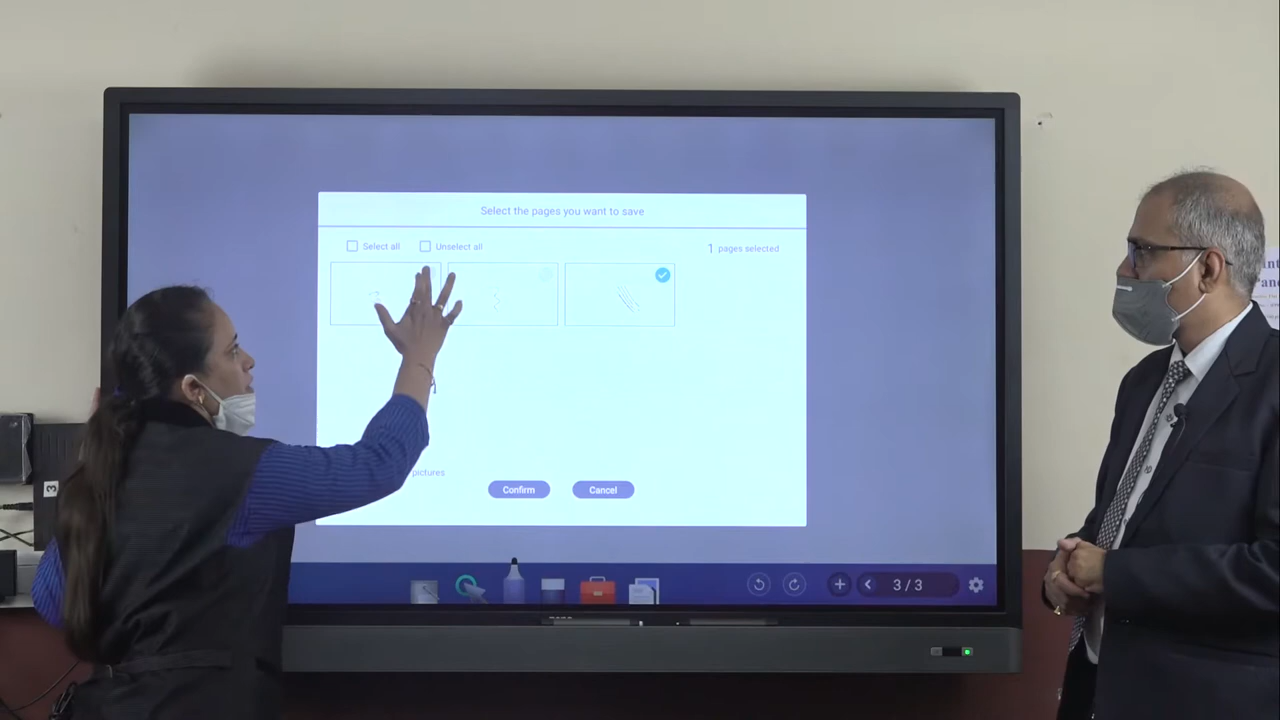 Select the pages you want to save
Select all
Unselect all
1 pages selected
pictures
Confirm
Cancel
3 / 3
3